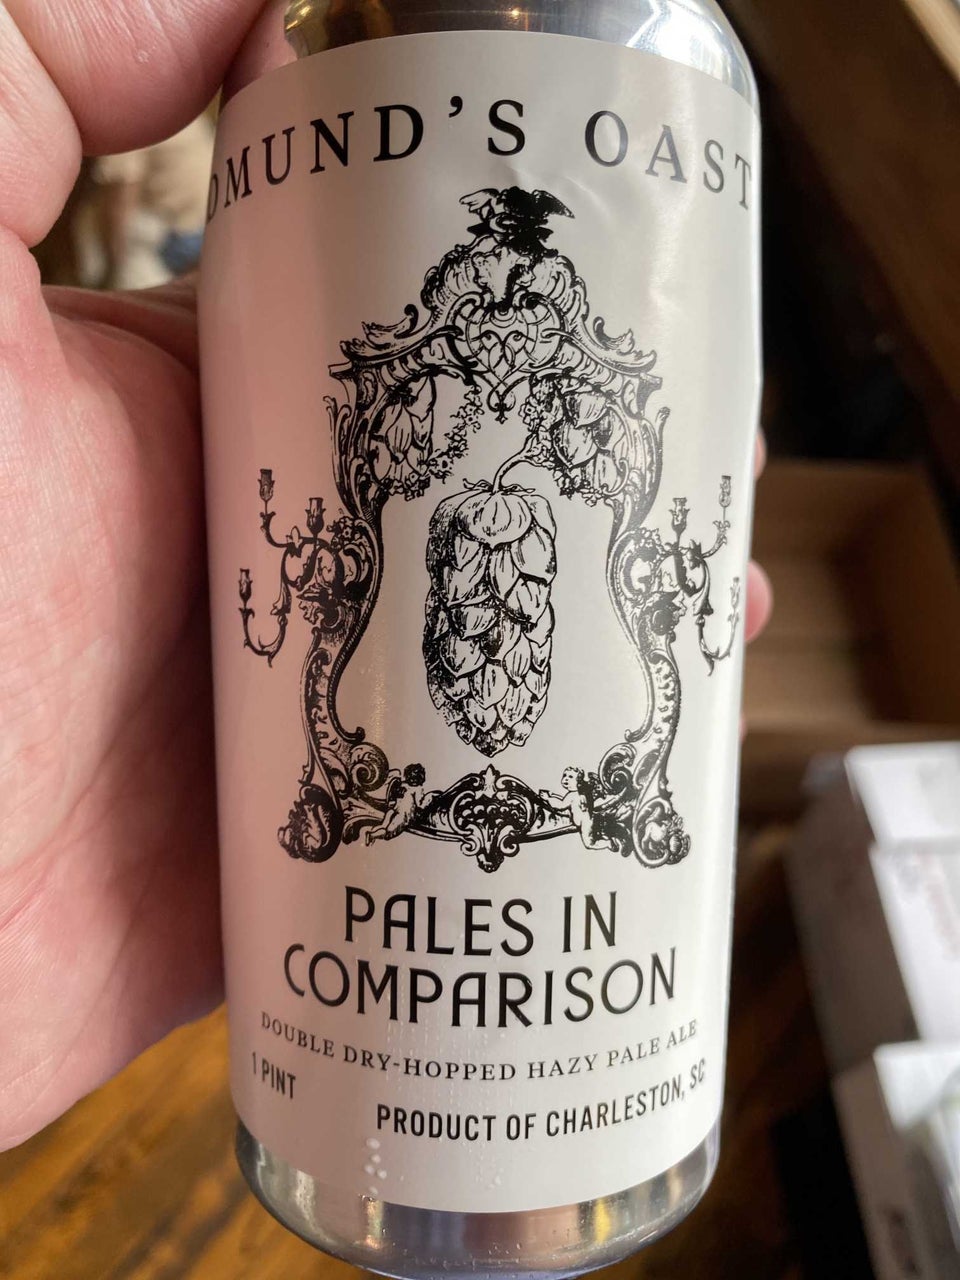 DMUND'S OAST
PALES IN
COMPARISON
DOUBLE DRY-HOPPED HAZY PALE ALE
1 PINT
PRODUCT OF CHARLESTON, SC